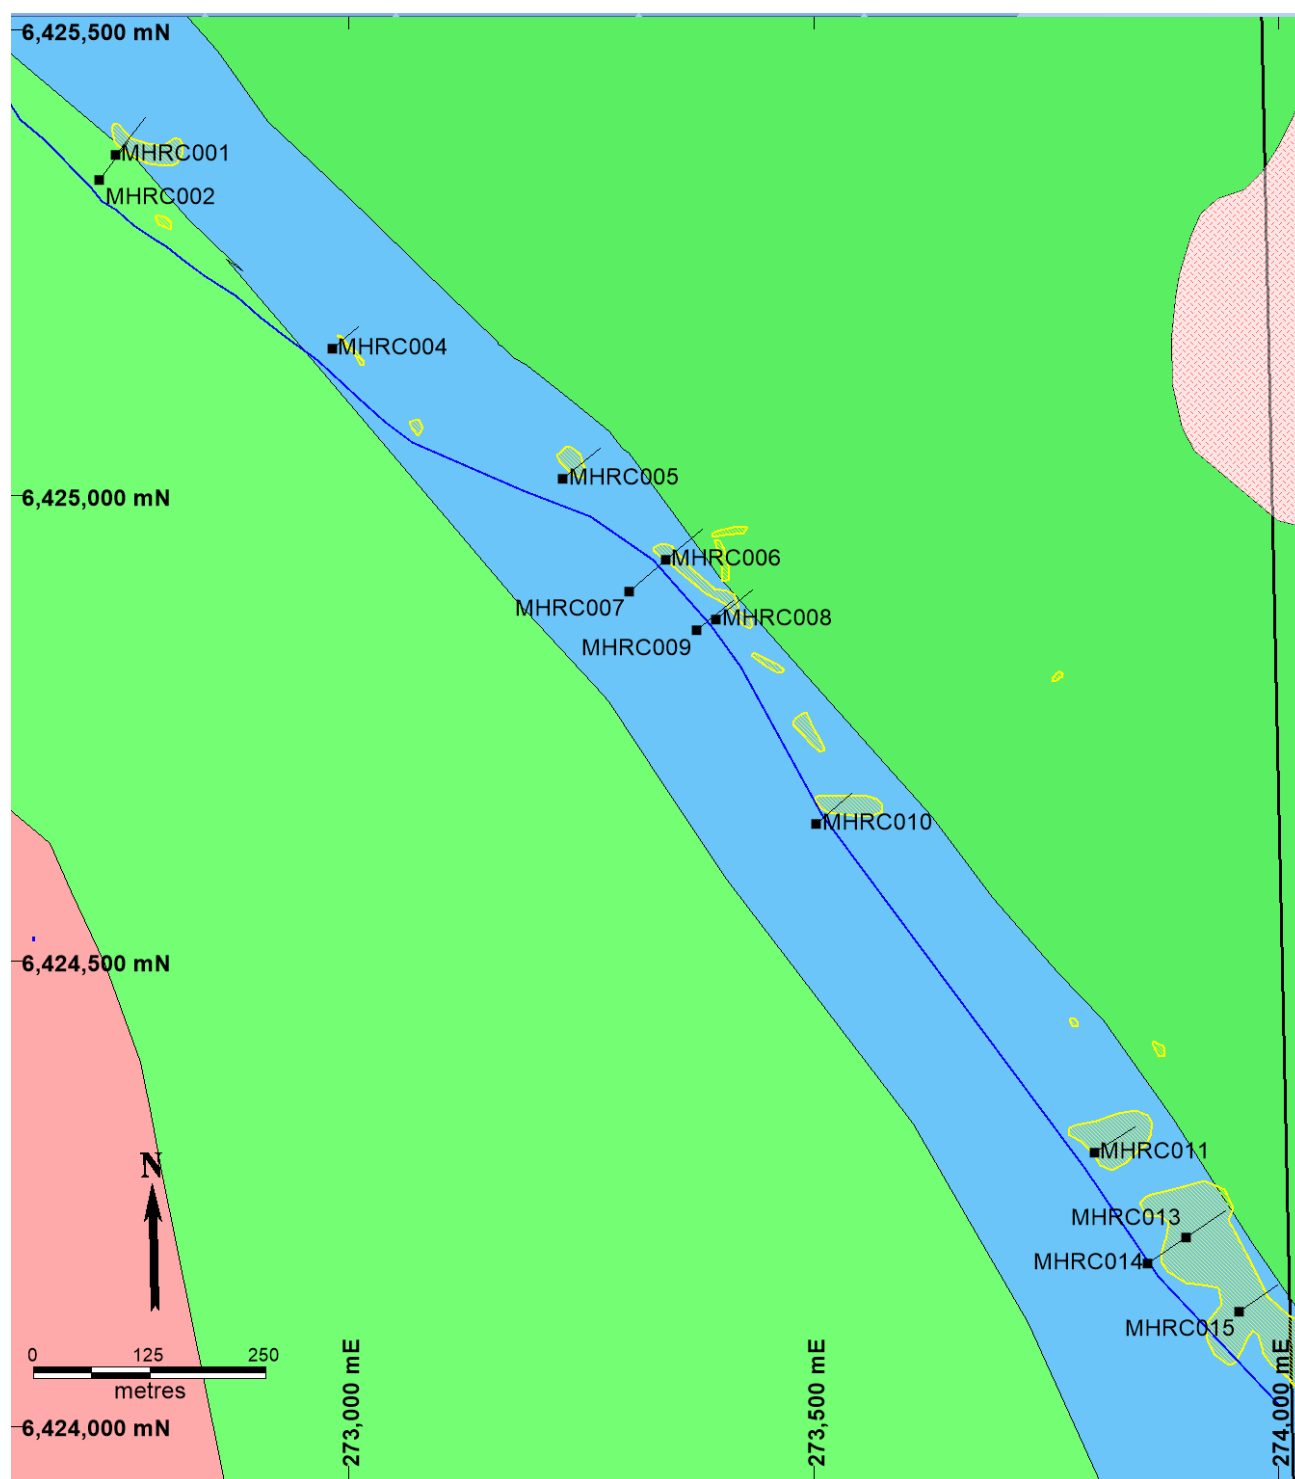 6,425,500 mN
MHRC001
MHRC002
MHRC004
MHRC005
6,425,000 mN
MHRC006
MHRC007
MHRC008
MHRC009
MHRC010
6,424,500 mN
MHRC011
N
MHRC013
MHRC014
MHRC015
0 125 250
metres
273,000 mE
273,500 mE
274,000 mE
6,424,000 mN